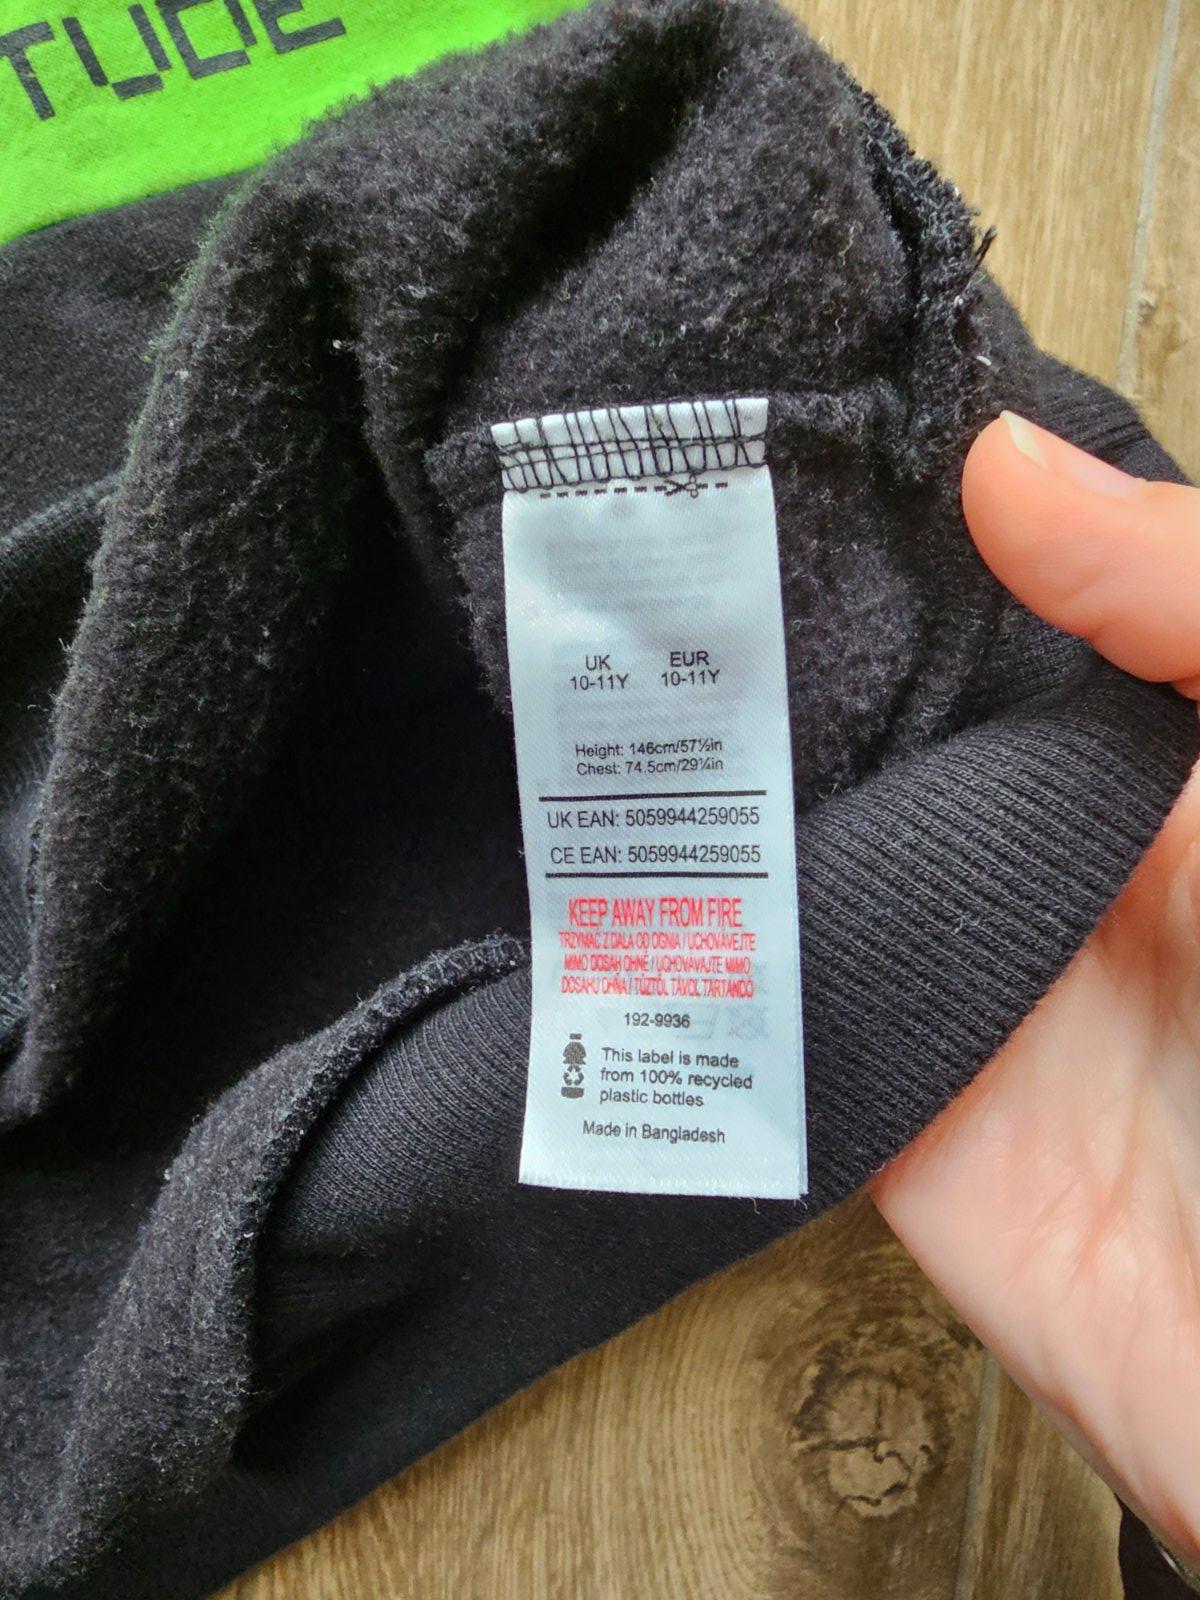 TUDE
UK EUR
10-11Y 10-11Y
Height: 146cm/57½in
Chest: 74.5cm/29¼in
UK EAN: 5059944259055
CE EAN: 5059944259055
KEEP AWAY FROM FIRE
TRZYMAĆ Z DALA OD OGNIA / UCHOVÁVEJTE
MIMO DOSAH OHNĚ / UCHOVÁVAJTE MIMO
DOSAHU OHŇA / TŰZTŐL TÁVOL TARTANDÓ
192-9936
This label is made
from 100% recycled
plastic bottles
Made in Bangladesh